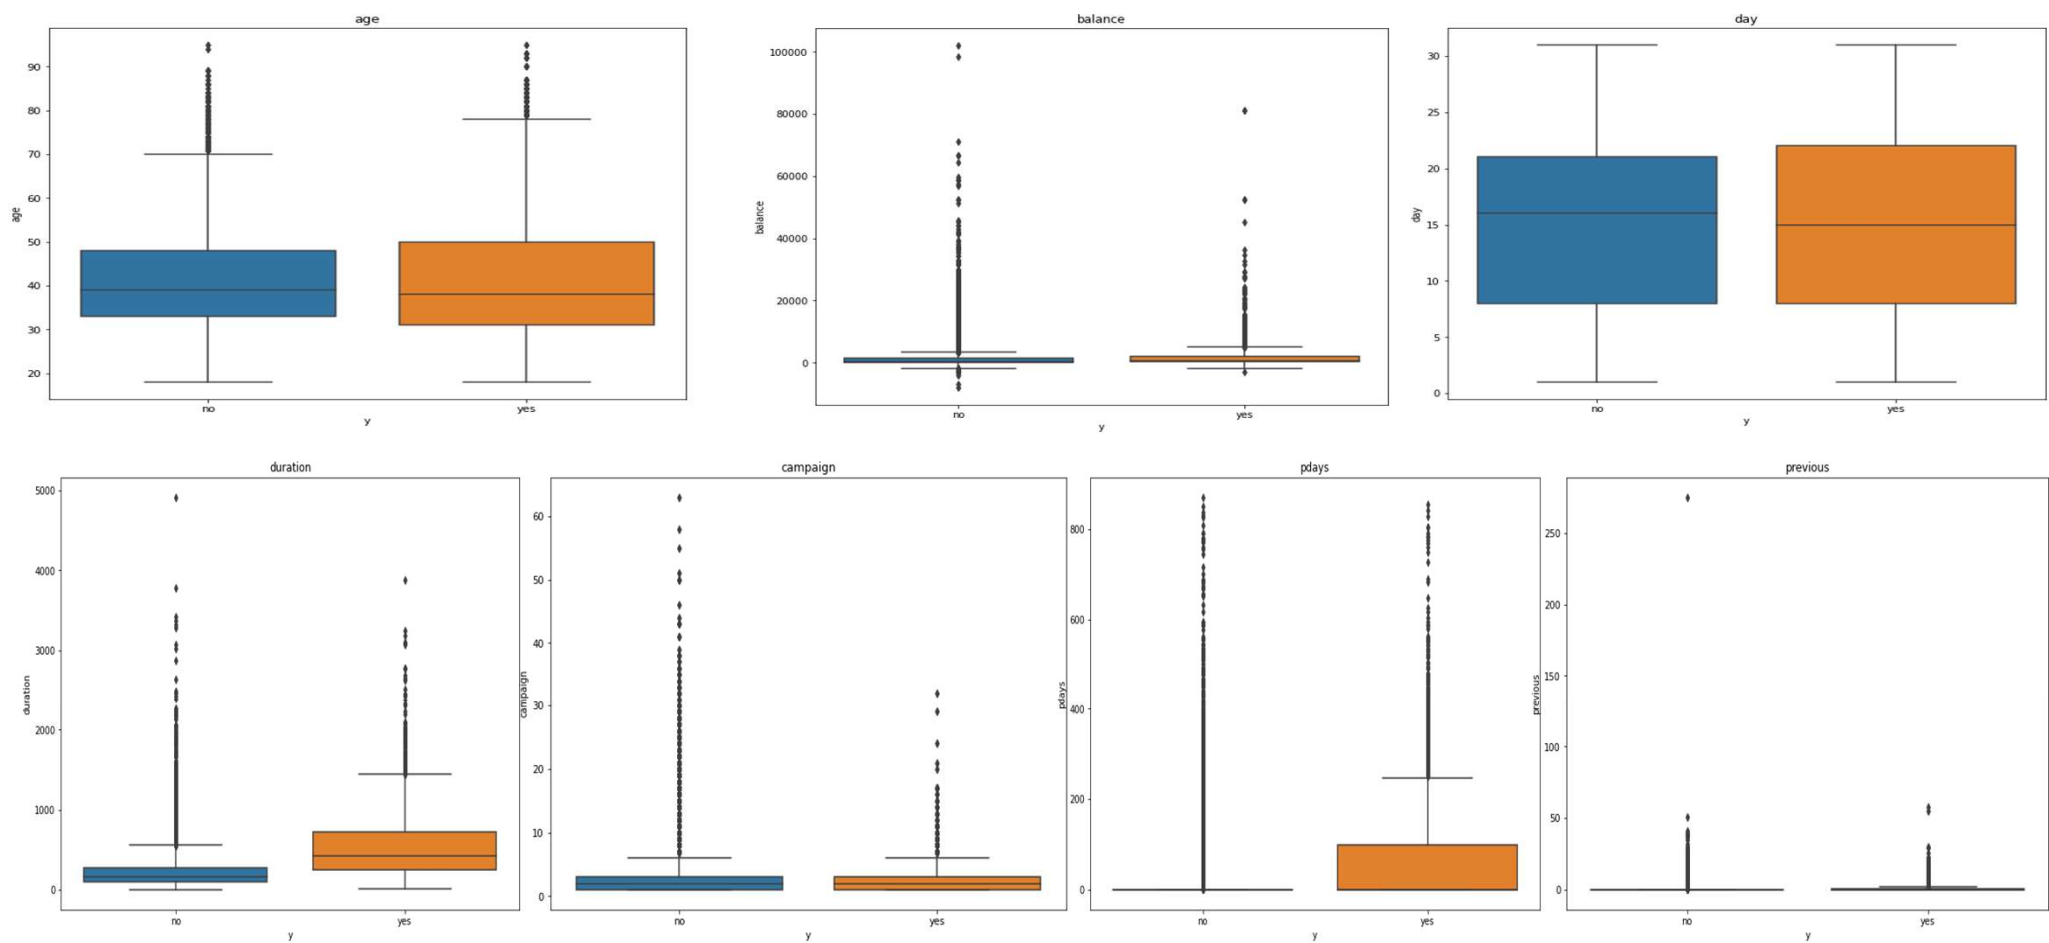 age
90
80
70
60
50
40
30
20
age
no
yes
y
balance
100000
80000
60000
40000
20000
0
balance
no
yes
y
day
30
25
20
15
10
5
0
day
no
yes
y
duration
5000
4000
3000
2000
1000
0
duration
no
yes
y
campaign
60
50
40
30
20
10
0
campaign
no
yes
y
pdays
800
600
400
200
0
pdays
no
yes
y
previous
250
200
150
100
50
0
previous
no
yes
y